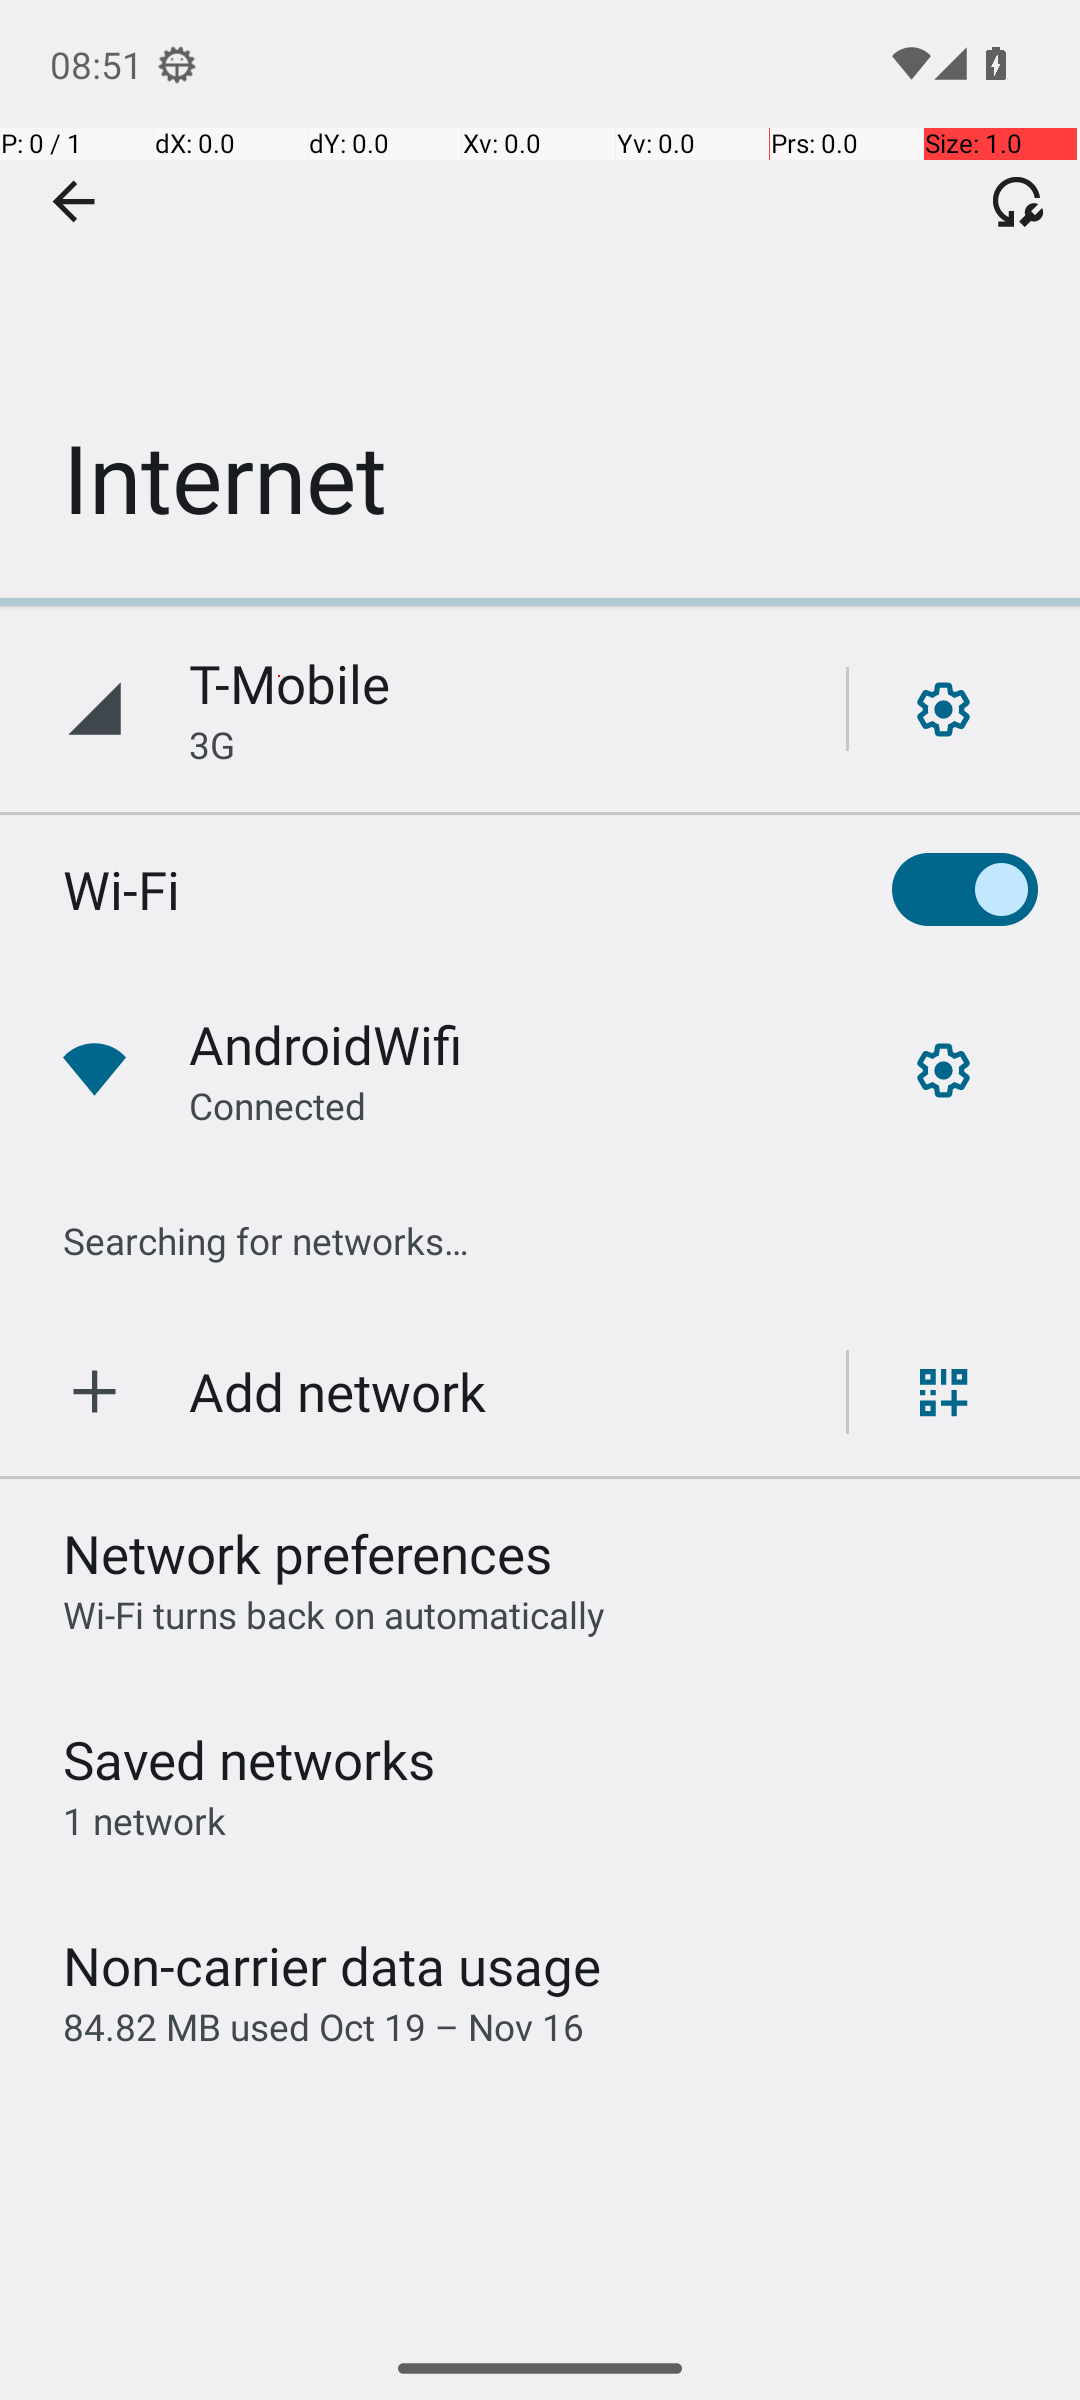 08:51
P: 0 / 1 dX: 0.0 dY: 0.0 Xv: 0.0 Yv: 0.0 Prs: 0.0 Size: 1.0
Internet
T-Mobile
3G
Wi-Fi
AndroidWifi
Connected
Searching for networks…
Add network
Network preferences
Wi-Fi turns back on automatically
Saved networks
1 network
Non-carrier data usage
84.82 MB used Oct 19 – Nov 16